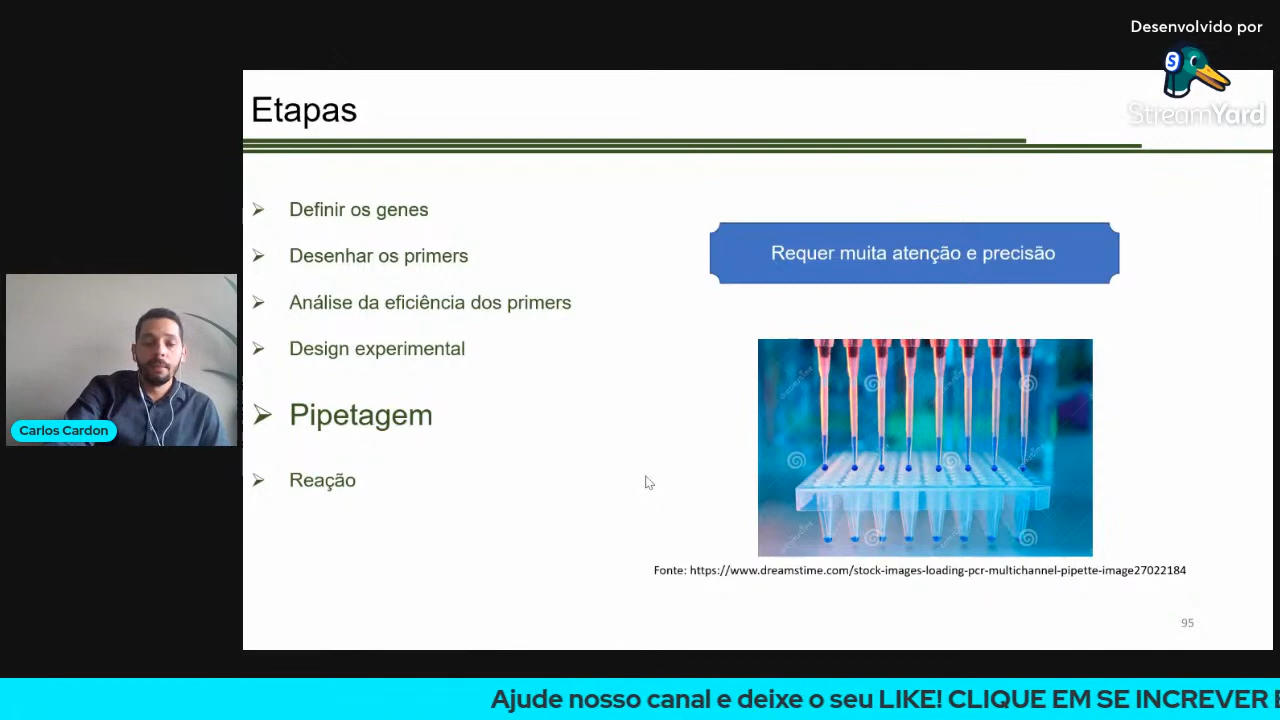 Desenvolvido por
S
StreamYard
Etapas
Definir os genes
Desenhar os primers
Análise da eficiência dos primers
Design experimental
Pipetagem
Reação
Requer muita atenção e precisão
Fonte: https://www.dreamstime.com/stock-images-loading-pcr-multichannel-pipette-image27022184
95
Carlos Cardon
Ajude nosso canal e deixe o seu LIKE! CLIQUE EM SE INCREVER